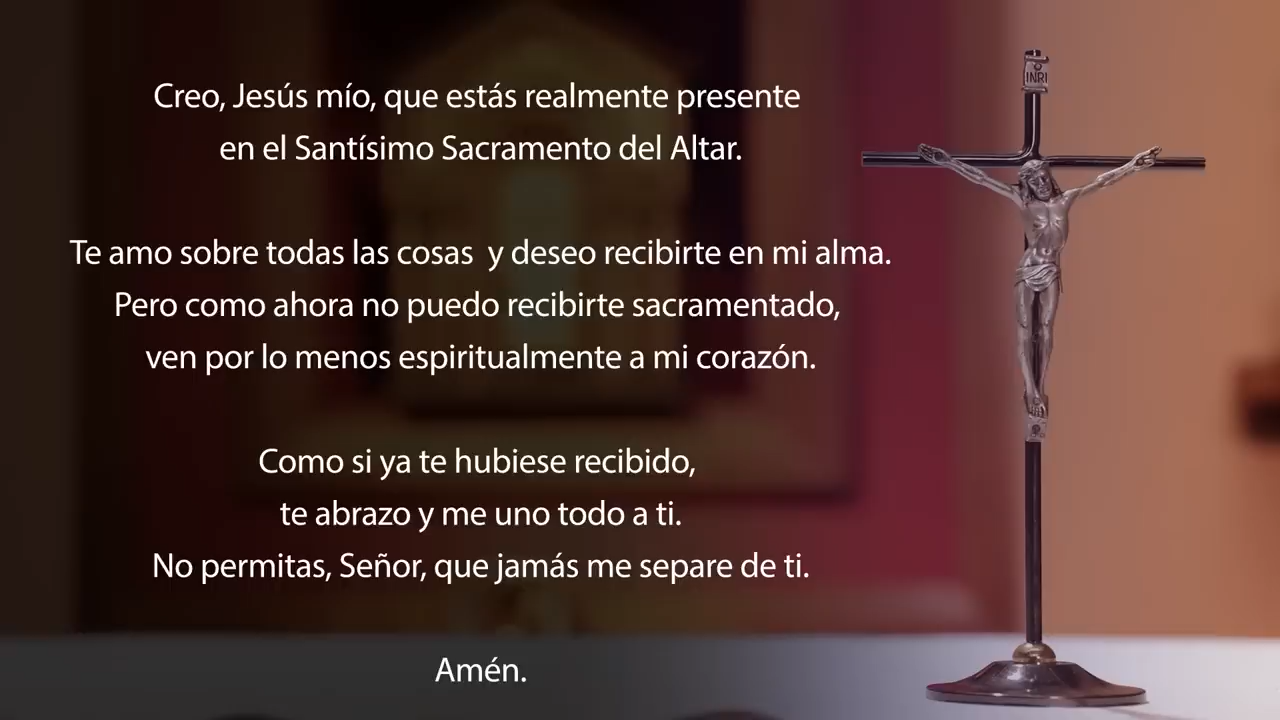 Creo, Jesús mío, que estás realmente presente
en el Santísimo Sacramento del Altar.
Te amo sobre todas las cosas  y deseo recibirte en mi alma.
Pero como ahora no puedo recibirte sacramentado,
ven por lo menos espiritualmente a mi corazón.
Como si ya te hubiese recibido,
te abrazo y me uno todo a ti.
No permitas, Señor, que jamás me separe de ti.
Amén.
INRI